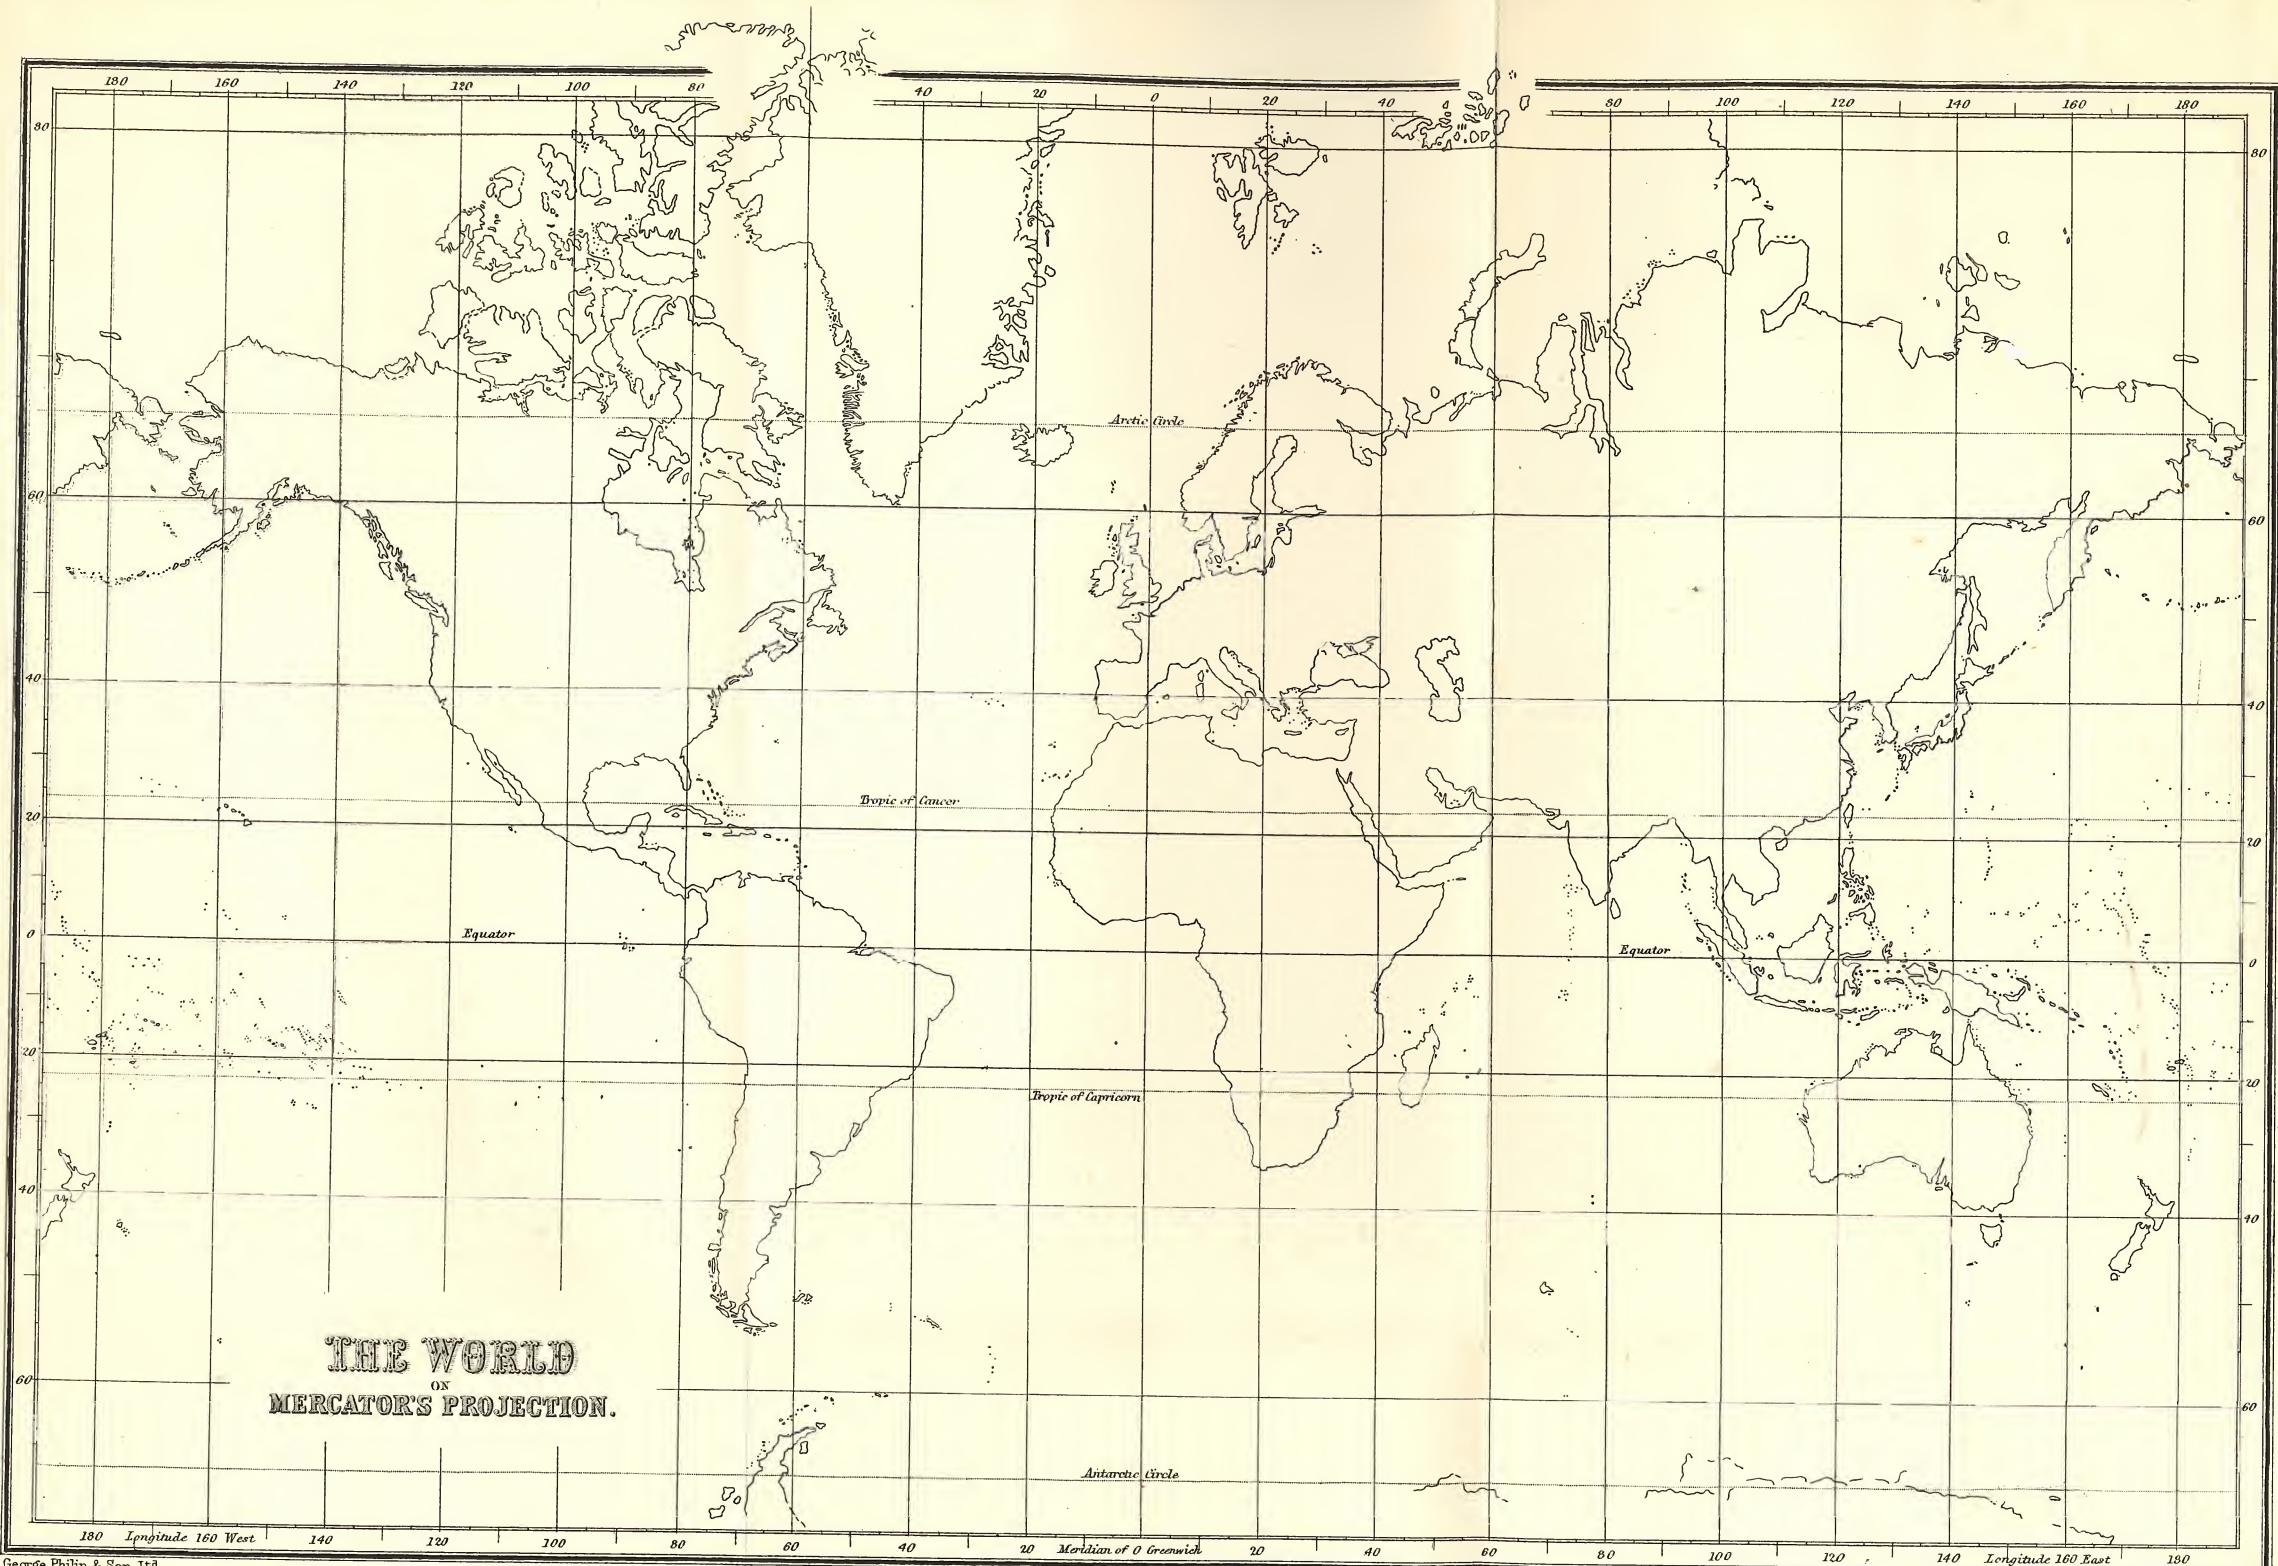 180 160 140 120 100 80 40 20 0 20 40 80 100 120 140 160 180
80 80
Arctic Circle
60 60
40 40
Tropic of Cancer
20 20
Equator Equator
0 0
20 20
Tropic of Capricorn
40 40
THE WORLD
ON
MERCATOR'S PROJECTION.
60 60
Antarctic Circle
180 Longitude 160 West 140 120 100 80 60 40 20 Meridian of 0 Greenwich 20 40 60 80 100 120 140 Longitude 160 East 180
George Philip & Son, Ltd